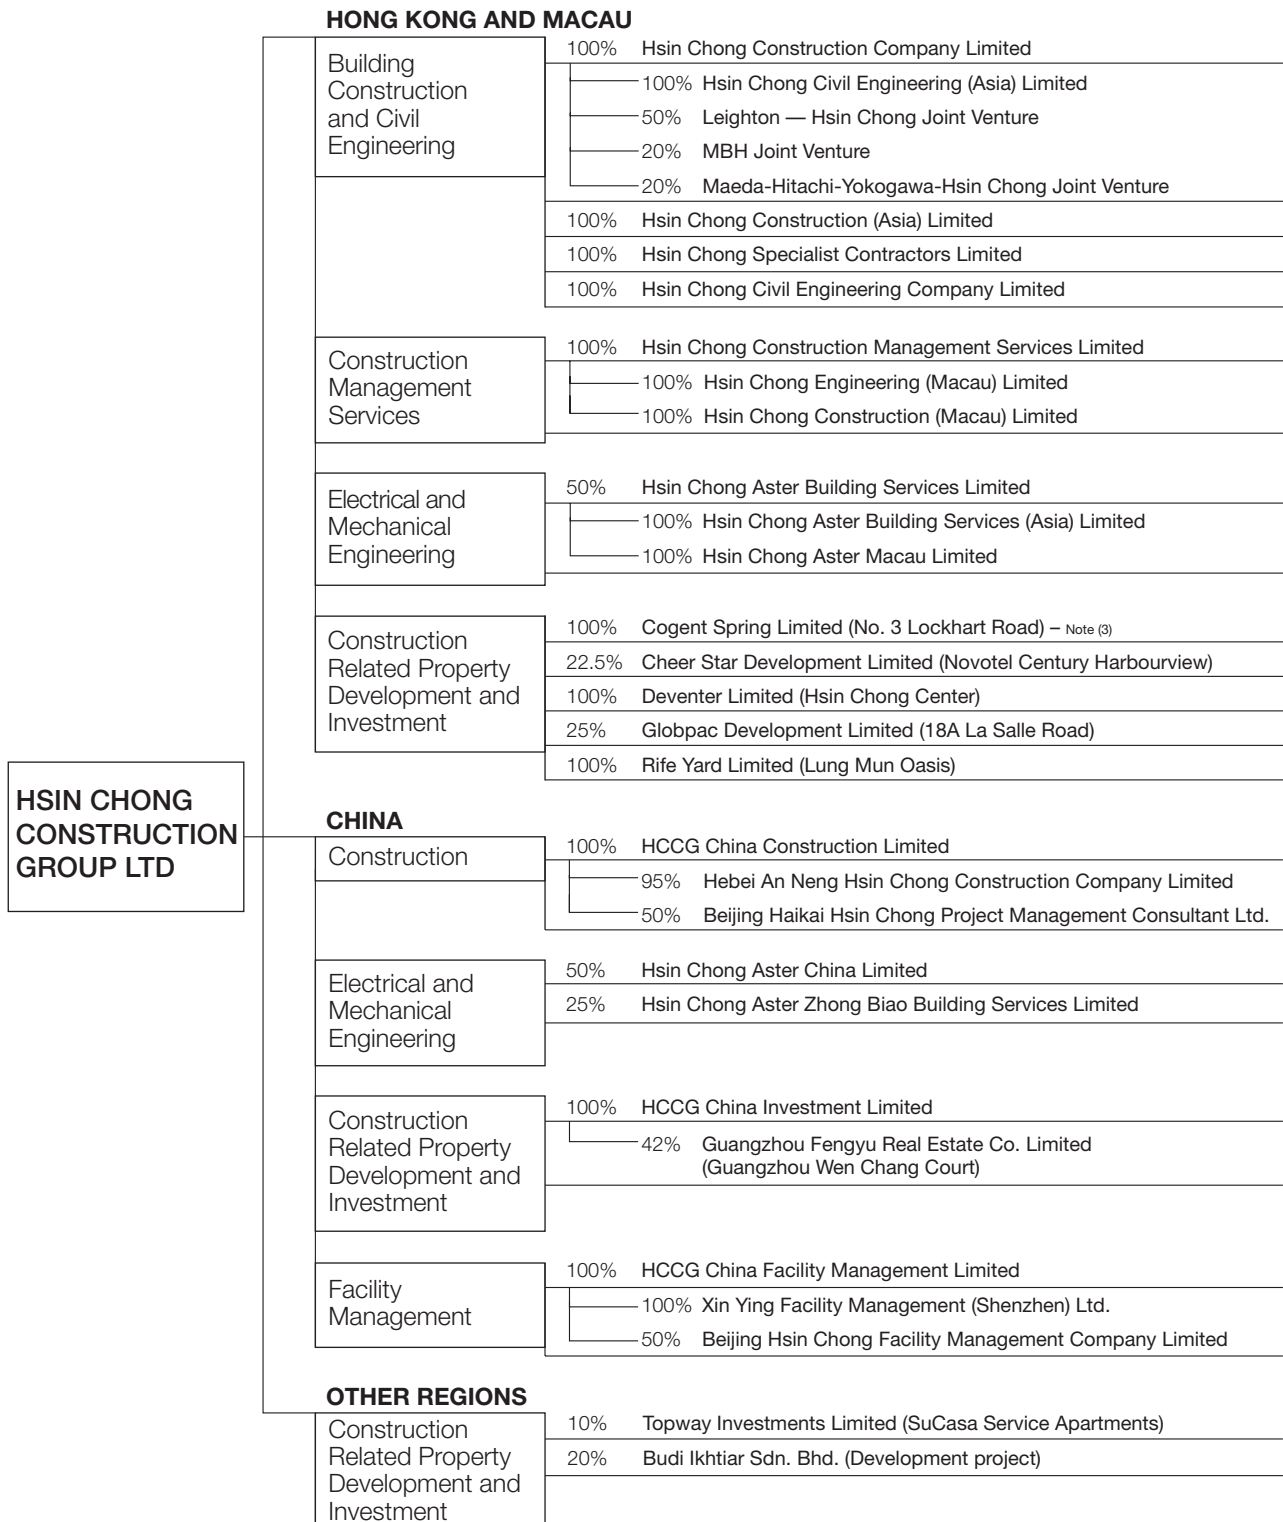 HONG KONG AND MACAU
Building
Construction
and Civil
Engineering
100% Hsin Chong Construction Company Limited
100% Hsin Chong Civil Engineering (Asia) Limited
50% Leighton — Hsin Chong Joint Venture
20% MBH Joint Venture
20% Maeda-Hitachi-Yokogawa-Hsin Chong Joint Venture
100% Hsin Chong Construction (Asia) Limited
100% Hsin Chong Specialist Contractors Limited
100% Hsin Chong Civil Engineering Company Limited
Construction
Management
Services
100% Hsin Chong Construction Management Services Limited
100% Hsin Chong Engineering (Macau) Limited
100% Hsin Chong Construction (Macau) Limited
Electrical and
Mechanical
Engineering
50% Hsin Chong Aster Building Services Limited
100% Hsin Chong Aster Building Services (Asia) Limited
100% Hsin Chong Aster Macau Limited
Construction
Related Property
Development and
Investment
100% Cogent Spring Limited (No. 3 Lockhart Road) – Note (3)
22.5% Cheer Star Development Limited (Novotel Century Harbourview)
100% Deventer Limited (Hsin Chong Center)
25% Globpac Development Limited (18A La Salle Road)
100% Rife Yard Limited (Lung Mun Oasis)
HSIN CHONG
CONSTRUCTION
GROUP LTD
CHINA
Construction
100% HCCG China Construction Limited
95% Hebei An Neng Hsin Chong Construction Company Limited
50% Beijing Haikai Hsin Chong Project Management Consultant Ltd.
Electrical and
Mechanical
Engineering
50% Hsin Chong Aster China Limited
25% Hsin Chong Aster Zhong Biao Building Services Limited
Construction
Related Property
Development and
Investment
100% HCCG China Investment Limited
42% Guangzhou Fengyu Real Estate Co. Limited
(Guangzhou Wen Chang Court)
Facility
Management
100% HCCG China Facility Management Limited
100% Xin Ying Facility Management (Shenzhen) Ltd.
50% Beijing Hsin Chong Facility Management Company Limited
OTHER REGIONS
Construction
Related Property
Development and
Investment
10% Topway Investments Limited (SuCasa Service Apartments)
20% Budi Ikhtiar Sdn. Bhd. (Development project)